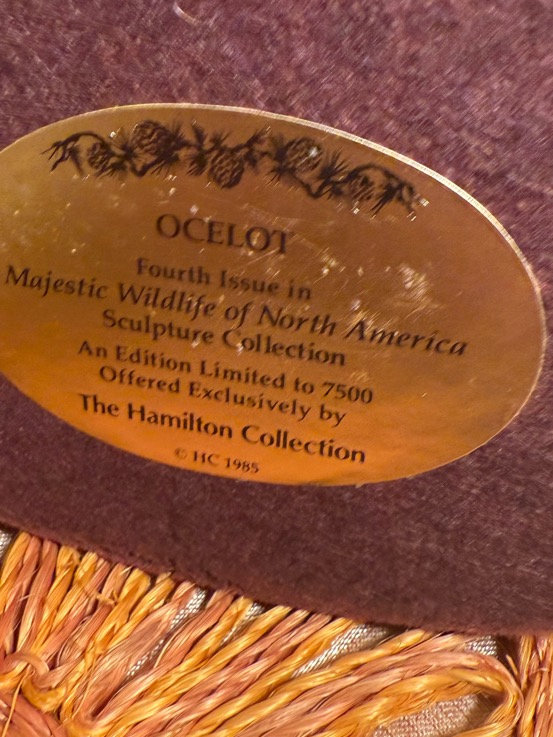 OCELOT
Fourth Issue in
Majestic Wildlife of North America
Sculpture Collection
An Edition Limited to 7500
Offered Exclusively by
The Hamilton Collection
© HC 1985